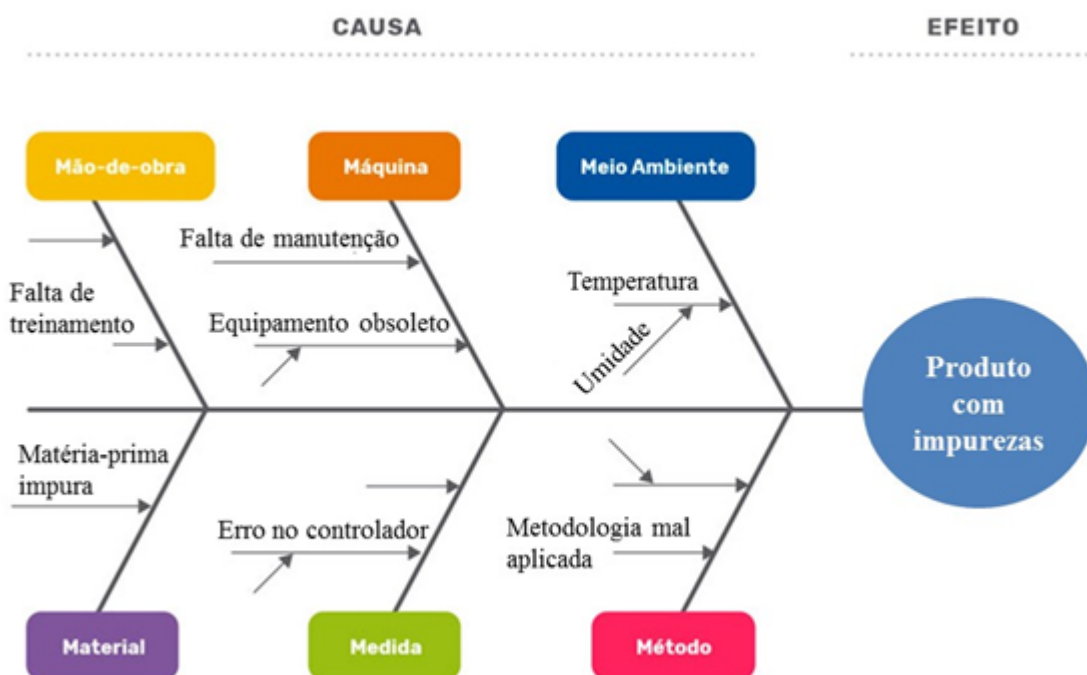 CAUSA
EFEITO
Mão-de-obra
Máquina
Meio Ambiente
Falta de manutenção
Falta de
treinamento
Equipamento obsoleto
Temperatura
Umidade
Produto
com
impurezas
Matéria-prima
impura
Erro no controlador
Metodologia mal
aplicada
Material
Medida
Método